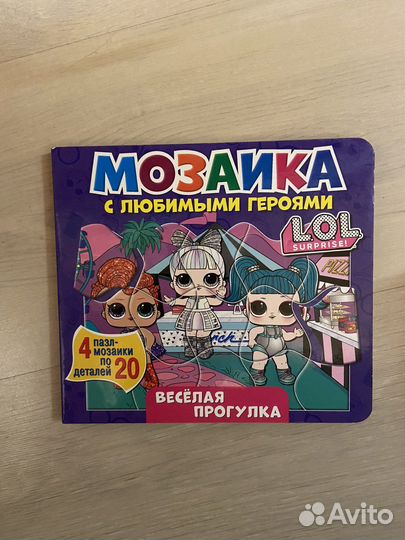 МОЗАИКА
С ЛЮБИМЫМИ ГЕРОЯМИ
L.O.L.
SURPRISE!
4 ПАЗЛ-
МОЗАИКИ
ПО
20 ДЕТАЛЕЙ
ВЕСЁЛАЯ
ПРОГУЛКА
Avito